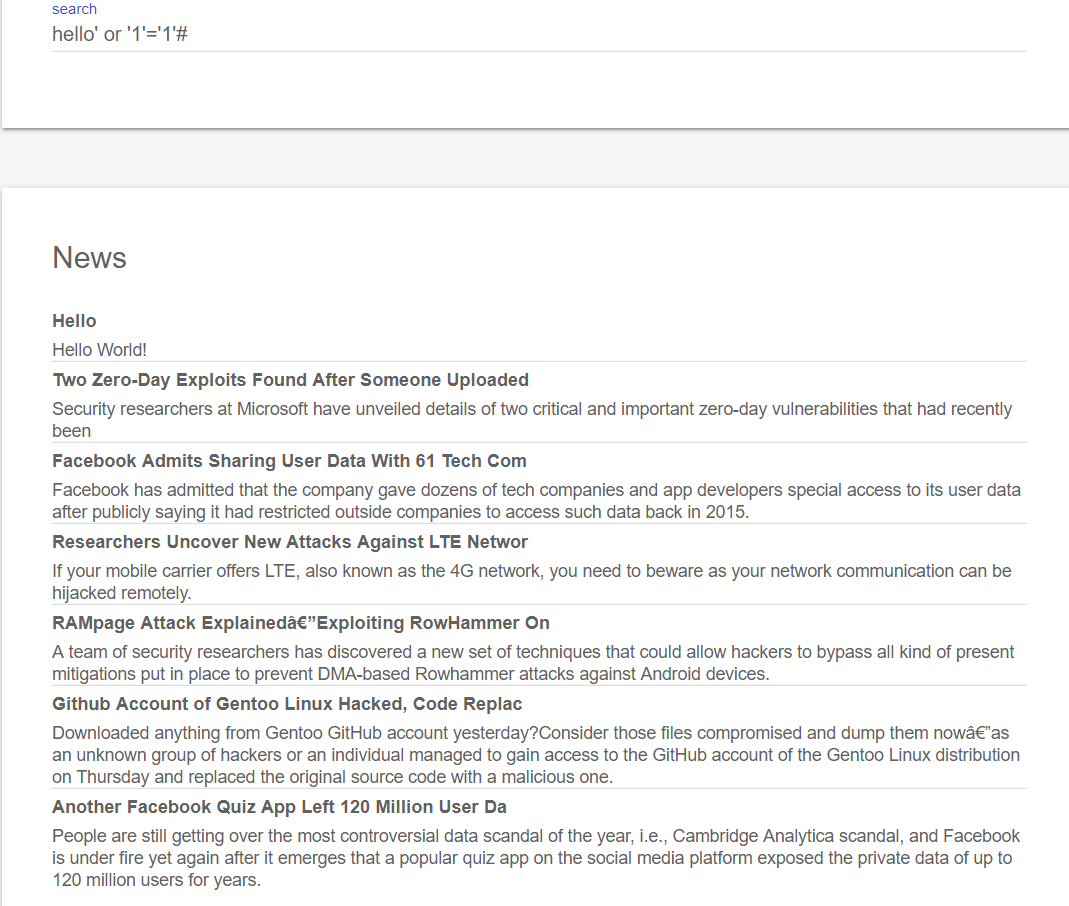 search
hello' or '1'='1'#
News
Hello
Hello World!
Two Zero-Day Exploits Found After Someone Uploaded
Security researchers at Microsoft have unveiled details of two critical and important zero-day vulnerabilities that had recently
been
Facebook Admits Sharing User Data With 61 Tech Com
Facebook has admitted that the company gave dozens of tech companies and app developers special access to its user data
after publicly saying it had restricted outside companies to access such data back in 2015.
Researchers Uncover New Attacks Against LTE Networ
If your mobile carrier offers LTE, also known as the 4G network, you need to beware as your network communication can be
hijacked remotely.
RAMpage Attack Explainedâ€”Exploiting RowHammer On
A team of security researchers has discovered a new set of techniques that could allow hackers to bypass all kind of present
mitigations put in place to prevent DMA-based Rowhammer attacks against Android devices.
Github Account of Gentoo Linux Hacked, Code Replac
Downloaded anything from Gentoo GitHub account yesterday?Consider those files compromised and dump them nowâ€”as
an unknown group of hackers or an individual managed to gain access to the GitHub account of the Gentoo Linux distribution
on Thursday and replaced the original source code with a malicious one.
Another Facebook Quiz App Left 120 Million User Da
People are still getting over the most controversial data scandal of the year, i.e., Cambridge Analytica scandal, and Facebook
is under fire yet again after it emerges that a popular quiz app on the social media platform exposed the private data of up to
120 million users for years.